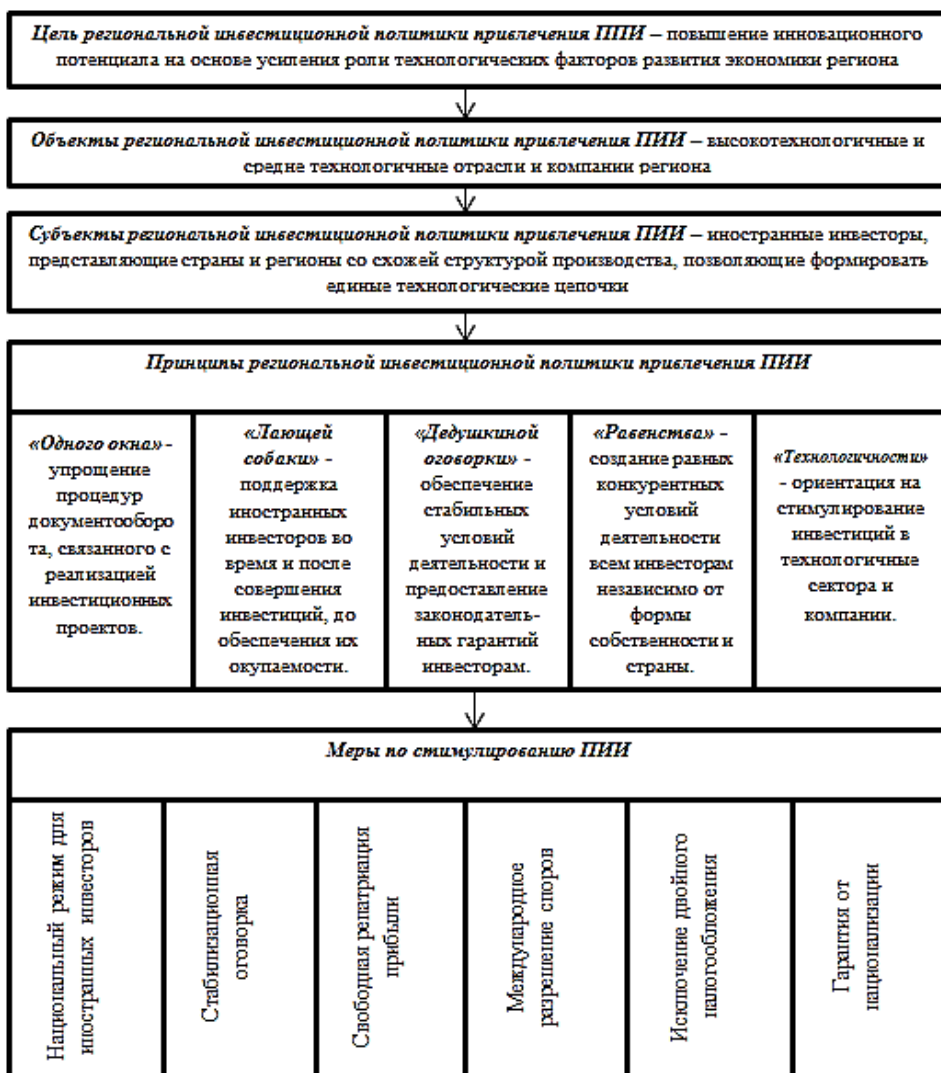 Цель региональной инвестиционной политики привлечения ППИ – повышение инновационного
потенциала на основе усиления роли технологических факторов развития экономики региона
Объекты региональной инвестиционной политики привлечения ПИИ – высокотехнологичные и
средне технологичные отрасли и компании региона
Субъекты региональной инвестиционной политики привлечения ПИИ – иностранные инвесторы,
представляющие страны и регионы со схожей структурой производства, позволяющие формировать
единые технологические цепочки
Принципы региональной инвестиционной политики привлечения ПИИ
«Одного окна» -
упрощение
процедур
документооборо
та, связанного с
реализацией
инвестиционных
проектов.
«Лающей
собаки» -
поддержка
иностранных
инвесторов во
время и после
совершения
инвестиций, до
обеспечения их
окупаемости.
«Дедушкиной
оговорки» -
обеспечение
стабильных
условий
деятельности и
предоставление
законодатель-
ных гарантий
инвесторам.
«Равенства» -
создание равных
конкурентных
условий
деятельности
всем инвесторам
независимо от
формы
собственности и
страны.
«Технологичности»
- ориентация на
стимулирование
инвестиций в
технологичные
сектора и
компании.
Меры по стимулированию ПИИ
Национальный режим для
иностранных инвесторов
Стабилизационная
оговорка
Свободная репатриация
прибыли
Международное
разрешение споров
Исключение двойного
налогообложения
Гарантия от
национализации